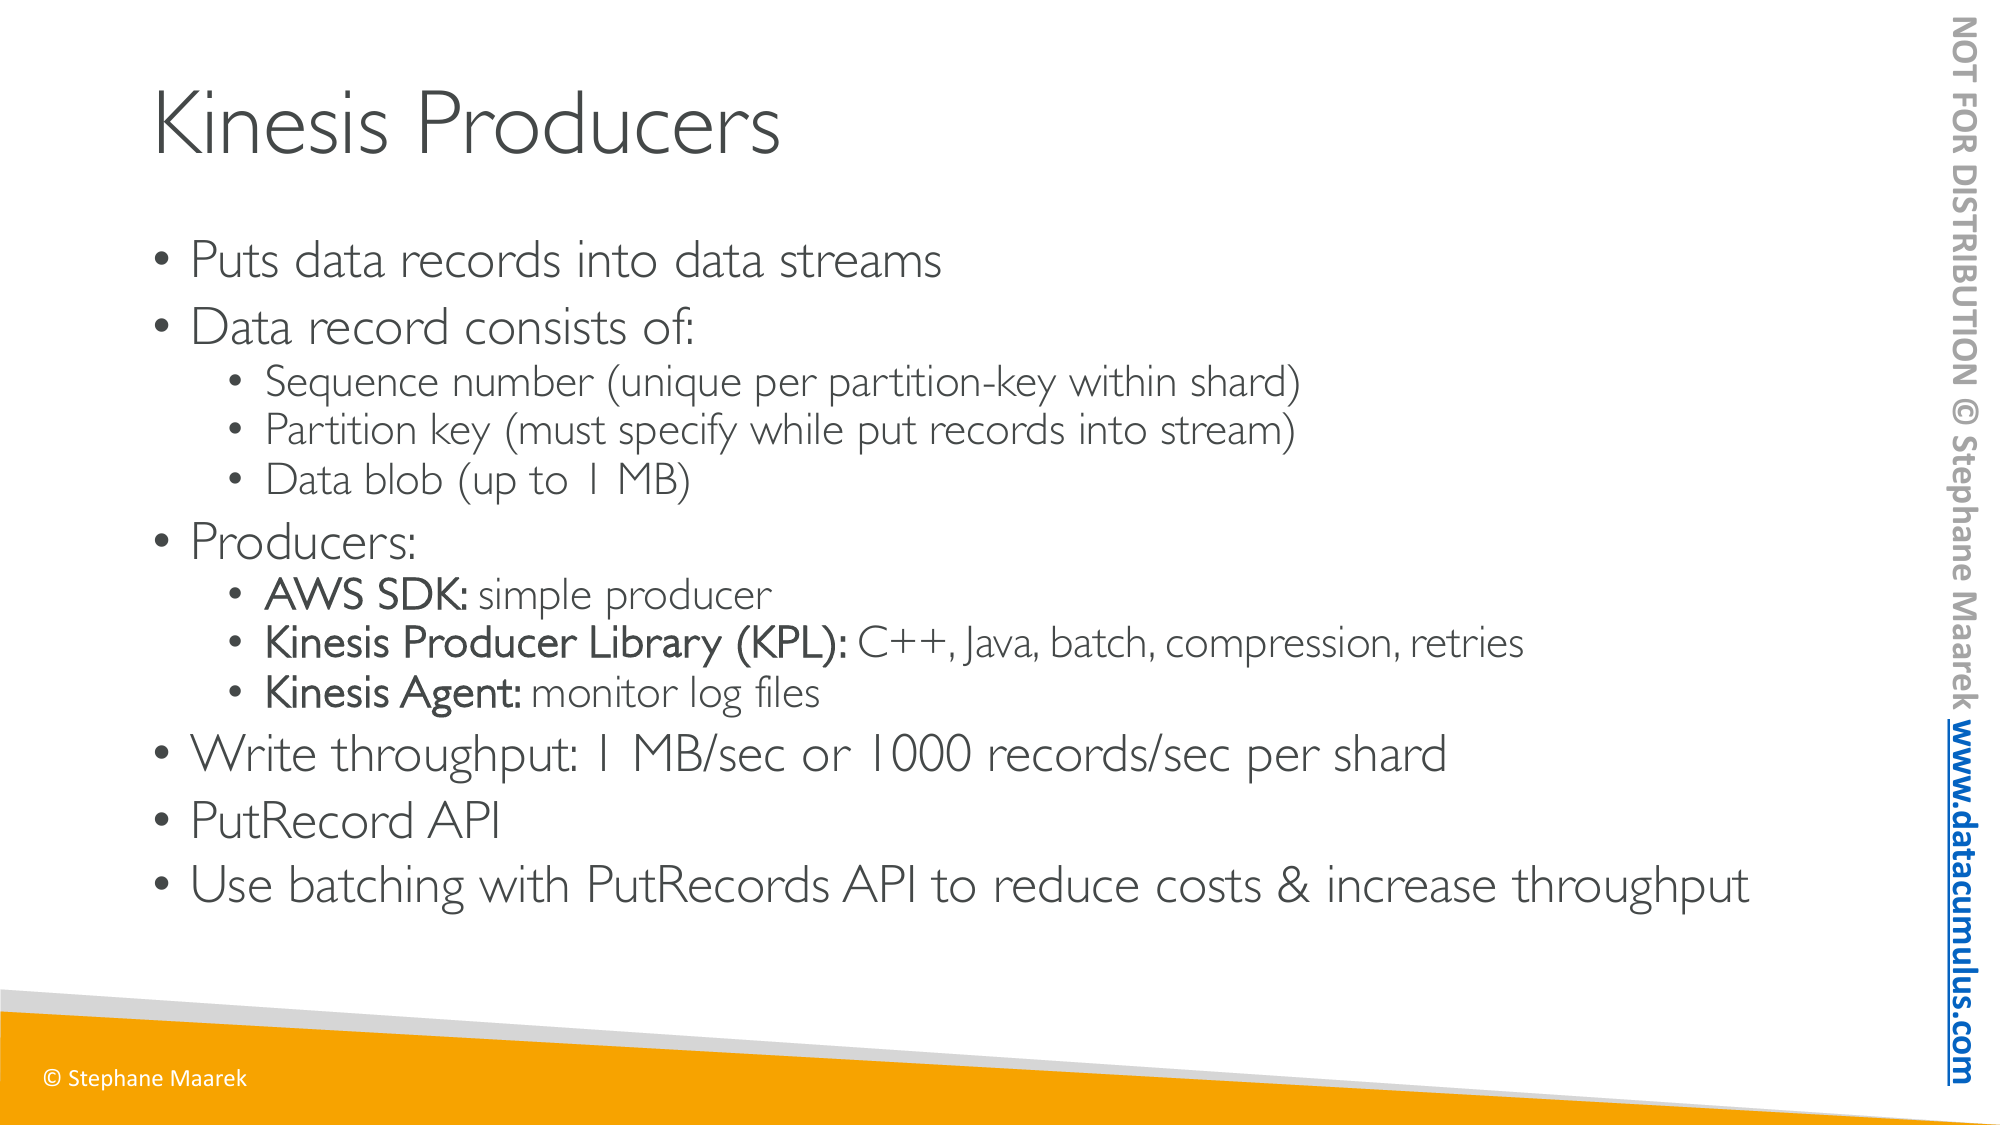 Kinesis Producers
• Puts data records into data streams
• Data record consists of:
• Sequence number (unique per partition-key within shard)
• Partition key (must specify while put records into stream)
• Data blob (up to 1 MB)
• Producers:
• AWS SDK: simple producer
• Kinesis Producer Library (KPL): C++, Java, batch, compression, retries
• Kinesis Agent: monitor log files
• Write throughput: 1 MB/sec or 1000 records/sec per shard
• PutRecord API
• Use batching with PutRecords API to reduce costs & increase throughput
© Stephane Maarek
NOT FOR DISTRIBUTION © Stephane Maarek www.datacumulus.com